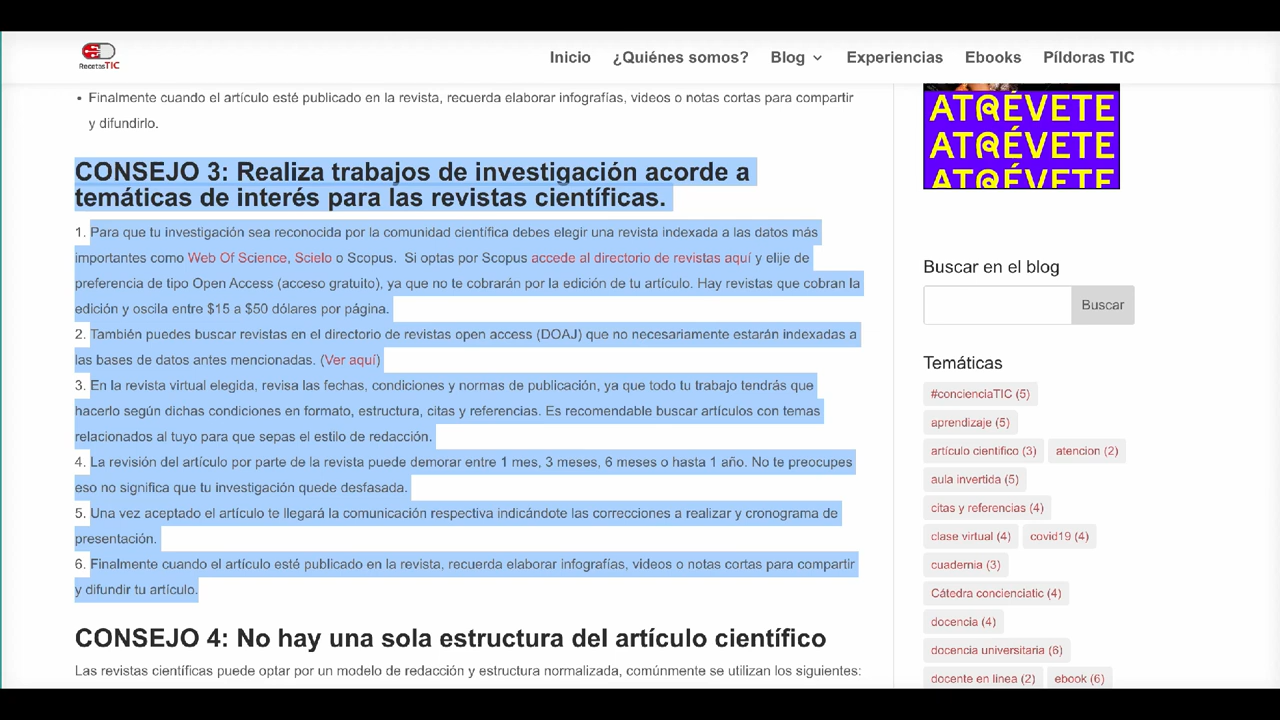 RecetasTIC
Inicio ¿Quiénes somos? Blog Experiencias Ebooks Píldoras TIC
• Finalmente cuando el artículo esté publicado en la revista, recuerda elaborar infografías, videos o notas cortas para compartir
y difundirlo.
CONSEJO 3: Realiza trabajos de investigación acorde a
temáticas de interés para las revistas científicas.
1. Para que tu investigación sea reconocida por la comunidad científica debes elegir una revista indexada a las datos más
importantes como Web Of Science, Scielo o Scopus. Si optas por Scopus accede al directorio de revistas aquí y elije de
preferencia de tipo Open Access (acceso gratuito), ya que no te cobrarán por la edición de tu artículo. Hay revistas que cobran la
edición y oscila entre $15 a $50 dólares por página.
2. También puedes buscar revistas en el directorio de revistas open access (DOAJ) que no necesariamente estarán indexadas a
las bases de datos antes mencionadas. (Ver aquí)
3. En la revista virtual elegida, revisa las fechas, condiciones y normas de publicación, ya que todo tu trabajo tendrás que
hacerlo según dichas condiciones en formato, estructura, citas y referencias. Es recomendable buscar artículos con temas
relacionados al tuyo para que sepas el estilo de redacción.
4. La revisión del artículo por parte de la revista puede demorar entre 1 mes, 3 meses, 6 meses o hasta 1 año. No te preocupes
eso no significa que tu investigación quede desfasada.
5. Una vez aceptado el artículo te llegará la comunicación respectiva indicándote las correcciones a realizar y cronograma de
presentación.
6. Finalmente cuando el artículo esté publicado en la revista, recuerda elaborar infografías, videos o notas cortas para compartir
y difundir tu artículo.
CONSEJO 4: No hay una sola estructura del artículo científico
Las revistas científicas puede optar por un modelo de redacción y estructura normalizada, comúnmente se utilizan los siguientes:
AT@ÉVETE
AT@ÉVETE
AT@ÉVETE
Buscar en el blog
Buscar
Temáticas
#concienciaTIC (5)
aprendizaje (5)
artículo cientifico (3) atencion (2)
aula invertida (5)
citas y referencias (4)
clase virtual (4) covid19 (4)
cuadernia (3)
Cátedra concienciatic (4)
docencia (4)
docencia universitaria (6)
docente en línea (2) ebook (6)